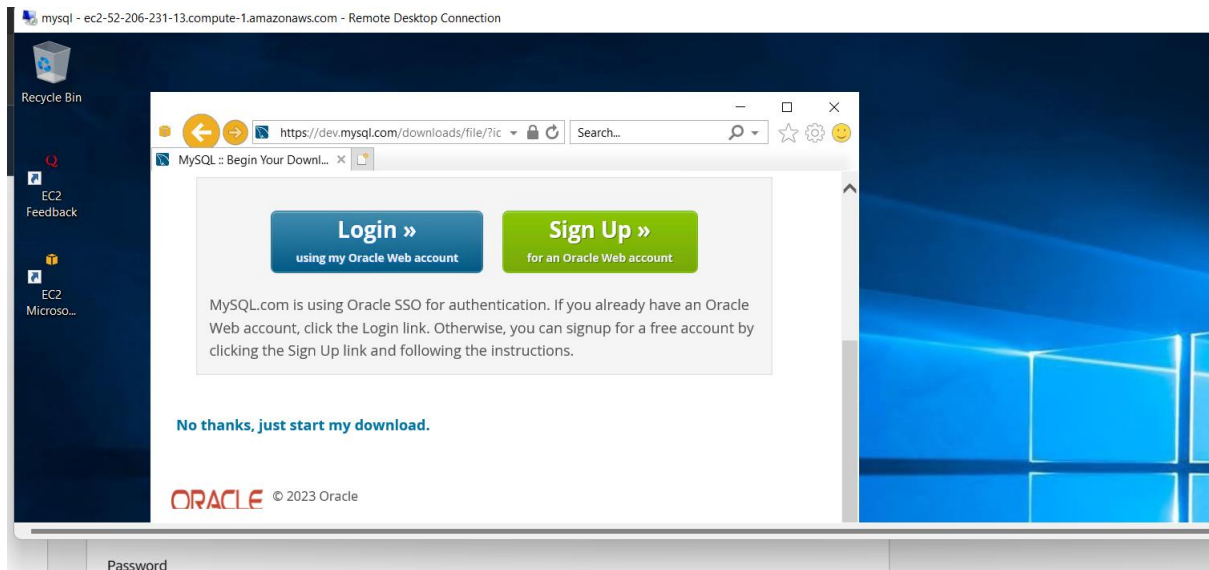 mysql - ec2-52-206-231-13.compute-1.amazonaws.com - Remote Desktop Connection
Recycle Bin
https://dev.mysql.com/downloads/file/?ic
Search...
MySQL :: Begin Your Downl...
EC2
Feedback
Login »
using my Oracle Web account
Sign Up »
for an Oracle Web account
EC2
Microso...
MySQL.com is using Oracle SSO for authentication. If you already have an Oracle
Web account, click the Login link. Otherwise, you can signup for a free account by
clicking the Sign Up link and following the instructions.
No thanks, just start my download.
ORACLE © 2023 Oracle
Password